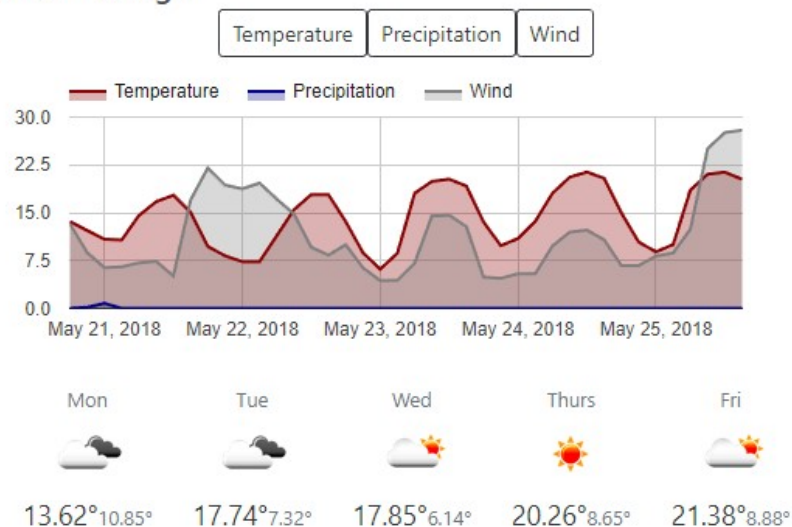 Temperature Precipitation Wind
Temperature Precipitation Wind
30.0
22.5
15.0
7.5
0.0
May 21, 2018 May 22, 2018 May 23, 2018 May 24, 2018 May 25, 2018
Mon Tue Wed Thurs Fri
13.62°10.85° 17.74°7.32° 17.85°6.14° 20.26°8.65° 21.38°8.88°